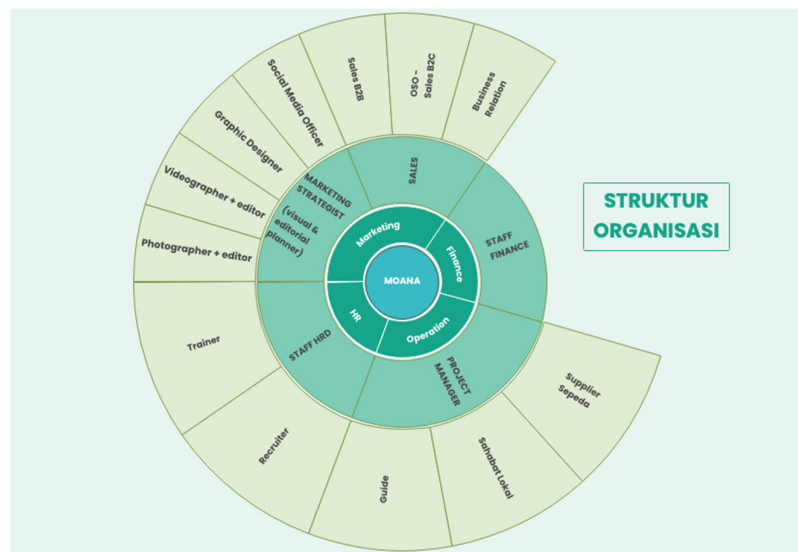 STRUKTUR
ORGANISASI
MOANA
Marketing
Finance
Operation
HR
MARKETING
STRATEGIST
(visual &
editorial
planner)
SALES
STAFF
FINANCE
PROJECT
MANAGER
STAFF HRD
Photographer + editor
Videographer + editor
Graphic Designer
Social Media Officer
Sales B2B
OSO -
Sales B2C
Business
Relation
Supplier
Sepeda
Sahabat Lokal
Guide
Recruiter
Trainer